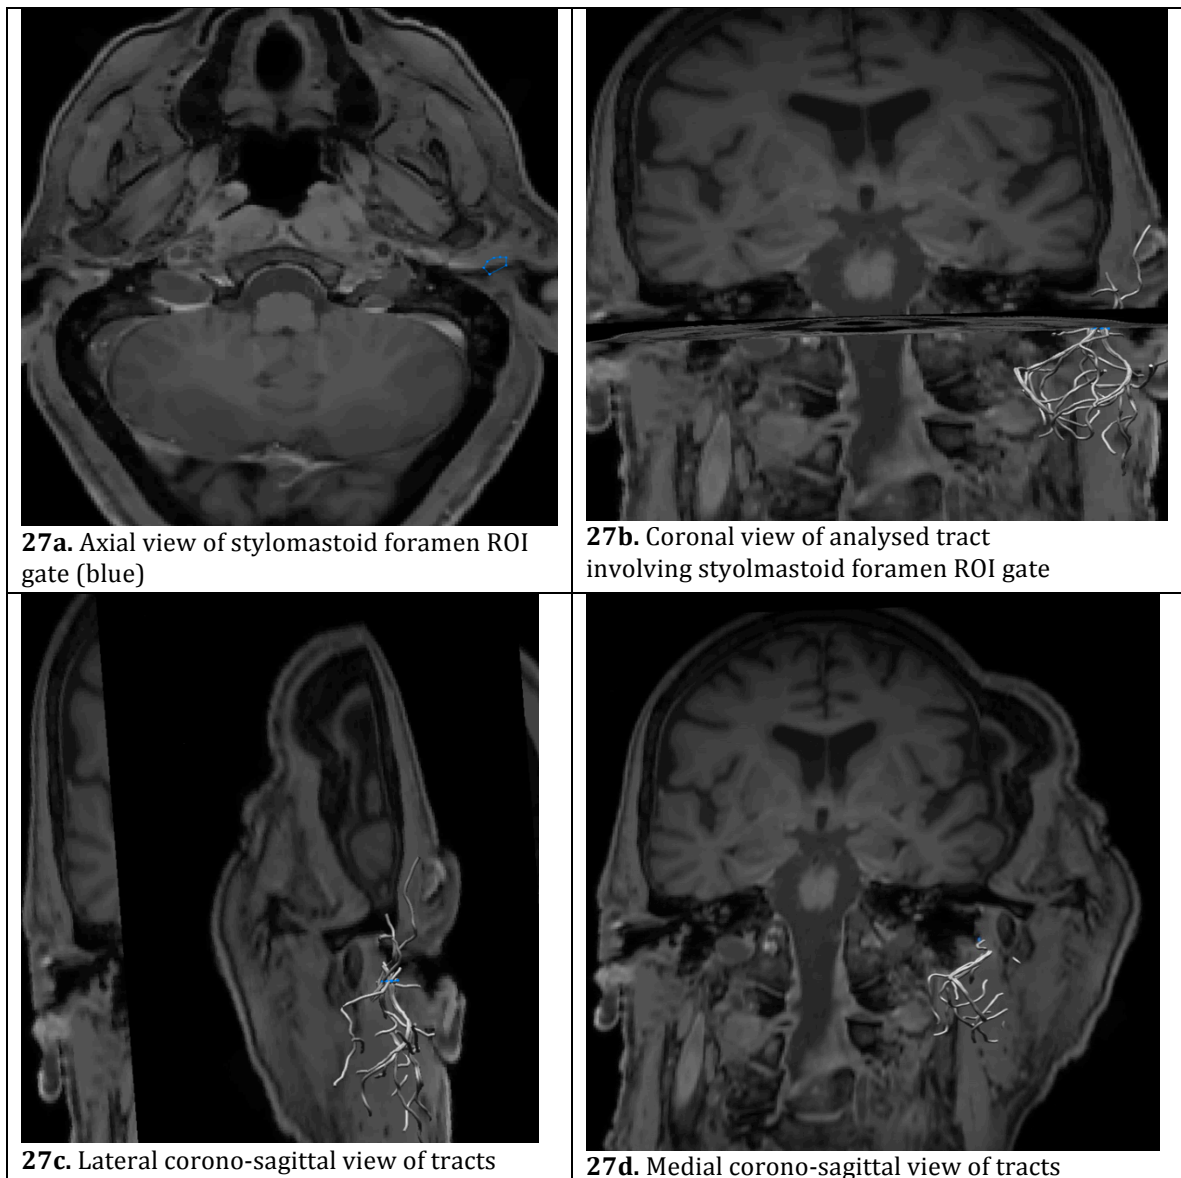 27a. Axial view of stylomastoid foramen ROI
gate (blue)
27b. Coronal view of analysed tract
involving styolmastoid foramen ROI gate
27c. Lateral corono-sagittal view of tracts
27d. Medial corono-sagittal view of tracts